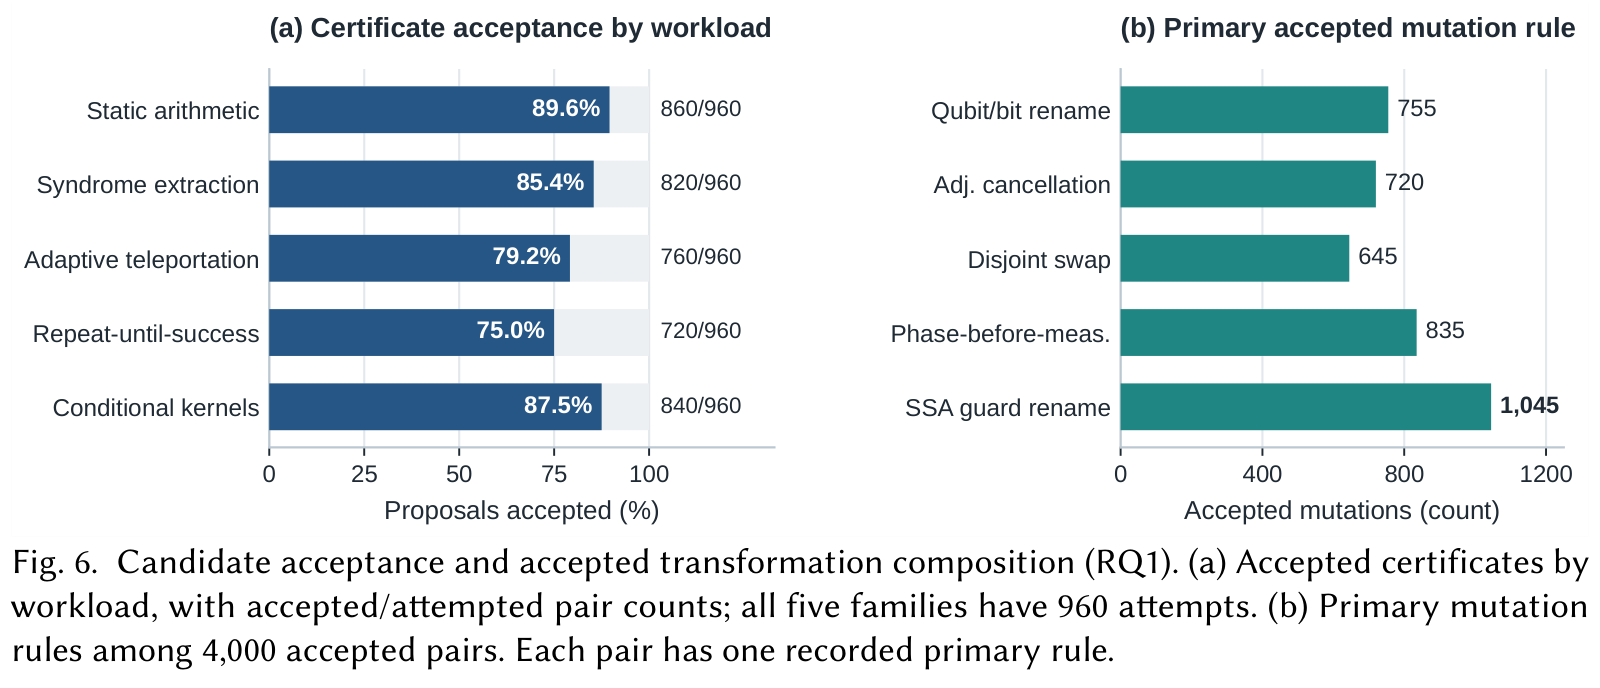 (a) Certificate acceptance by workload
Static arithmetic 89.6% 860/960
Syndrome extraction 85.4% 820/960
Adaptive teleportation 79.2% 760/960
Repeat-until-success 75.0% 720/960
Conditional kernels 87.5% 840/960
0 25 50 75 100
Proposals accepted (%)
(b) Primary accepted mutation rule
Qubit/bit rename 755
Adj. cancellation 720
Disjoint swap 645
Phase-before-meas. 835
SSA guard rename 1,045
0 400 800 1200
Accepted mutations (count)
Fig. 6. Candidate acceptance and accepted transformation composition (RQ1). (a) Accepted certificates by
workload, with accepted/attempted pair counts; all five families have 960 attempts. (b) Primary mutation
rules among 4,000 accepted pairs. Each pair has one recorded primary rule.